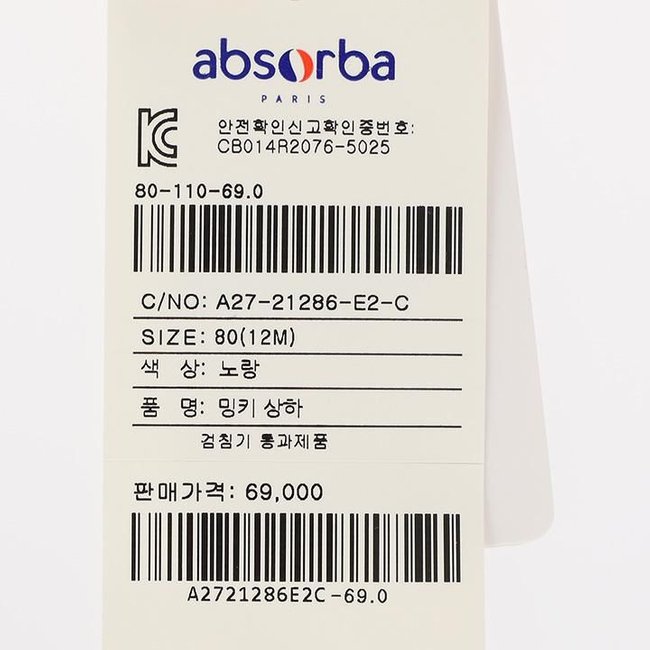 absorba
PARIS
안전확인신고확인증번호:
CB014R2076-5025
80-110-69.0
C/NO: A27-21286-E2-C
SIZE: 80(12M)
색 상: 노랑
품 명: 밍키 상하
검침기 통과제품
판매가격: 69,000
A2721286E2C-69.0